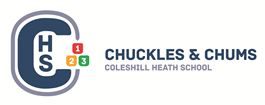 CHS
1
2 3
CHUCKLES & CHUMS
COLESHILL HEATH SCHOOL